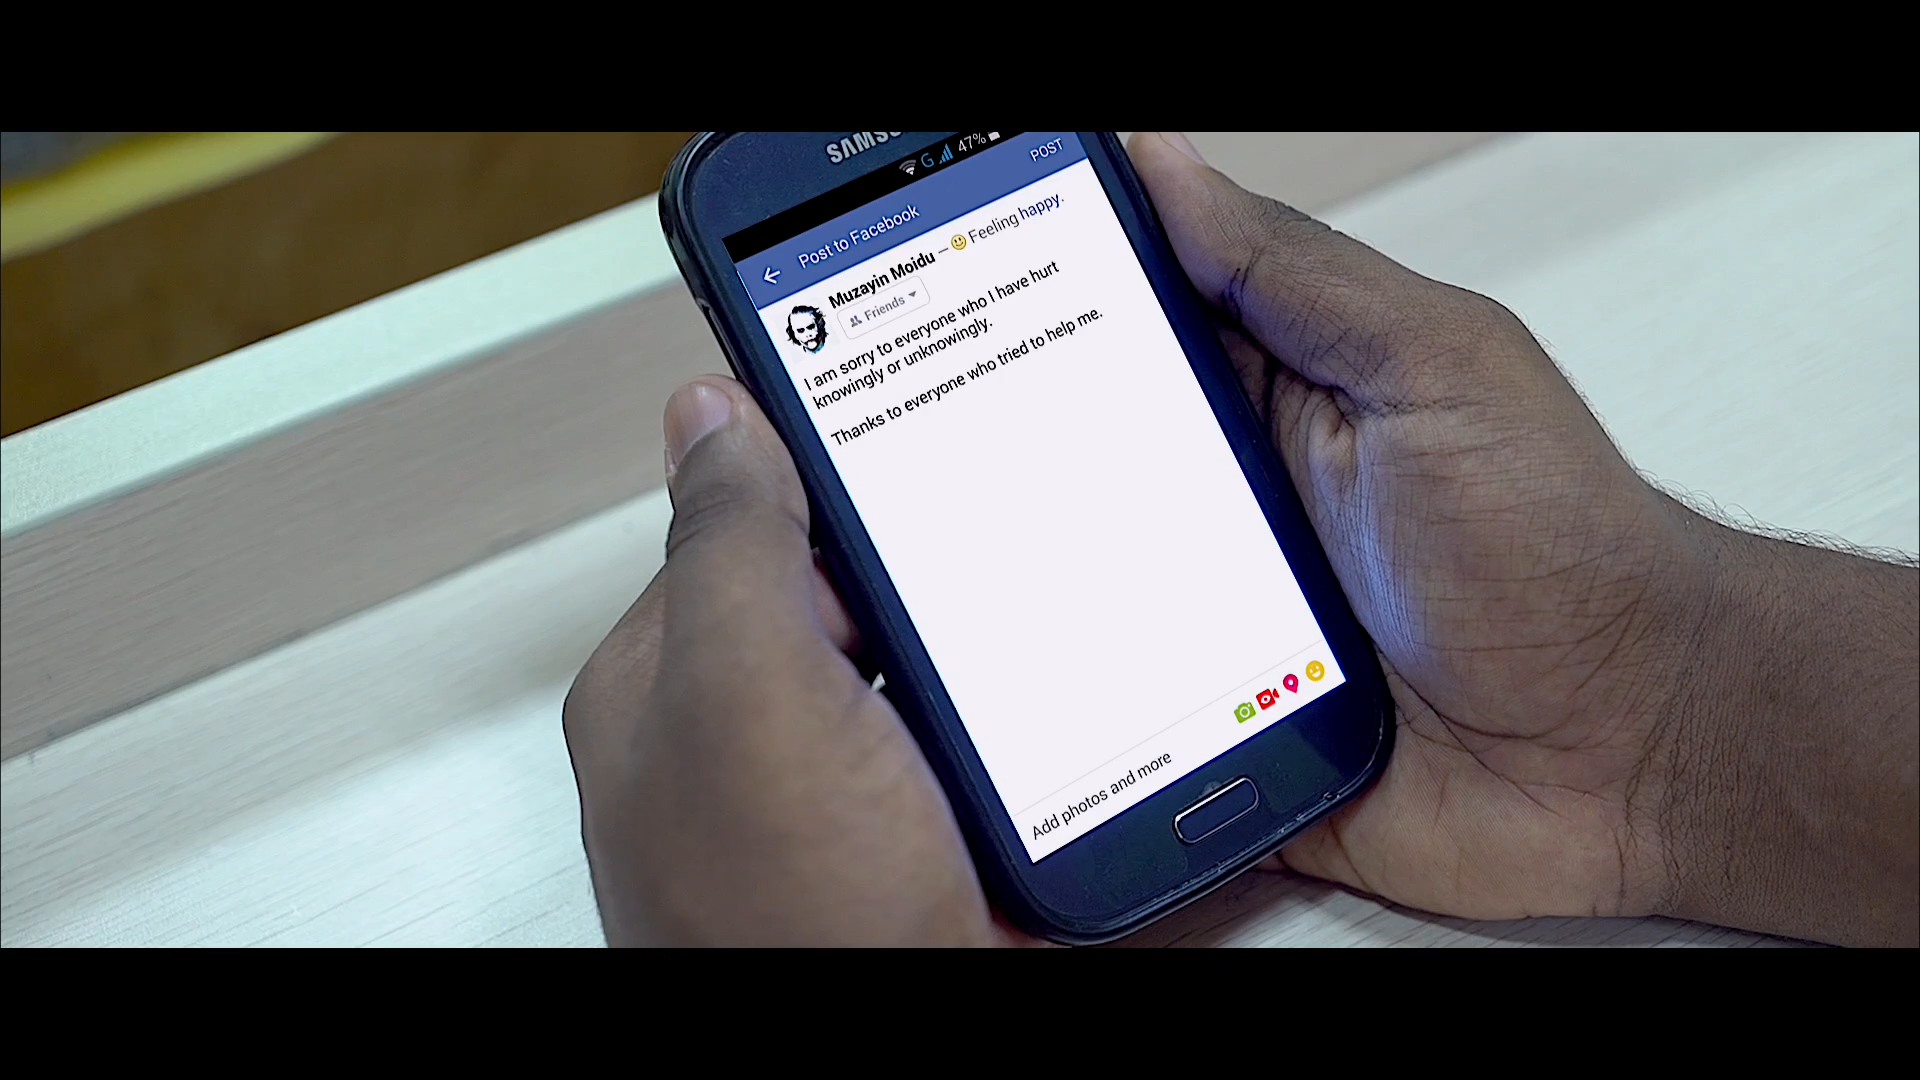 SAMS
G 47%
Post to Facebook POST
Muzayin Moidu — Feeling happy.
Friends
I am sorry to everyone who I have hurt
knowingly or unknowingly.
Thanks to everyone who tried to help me.
Add photos and more